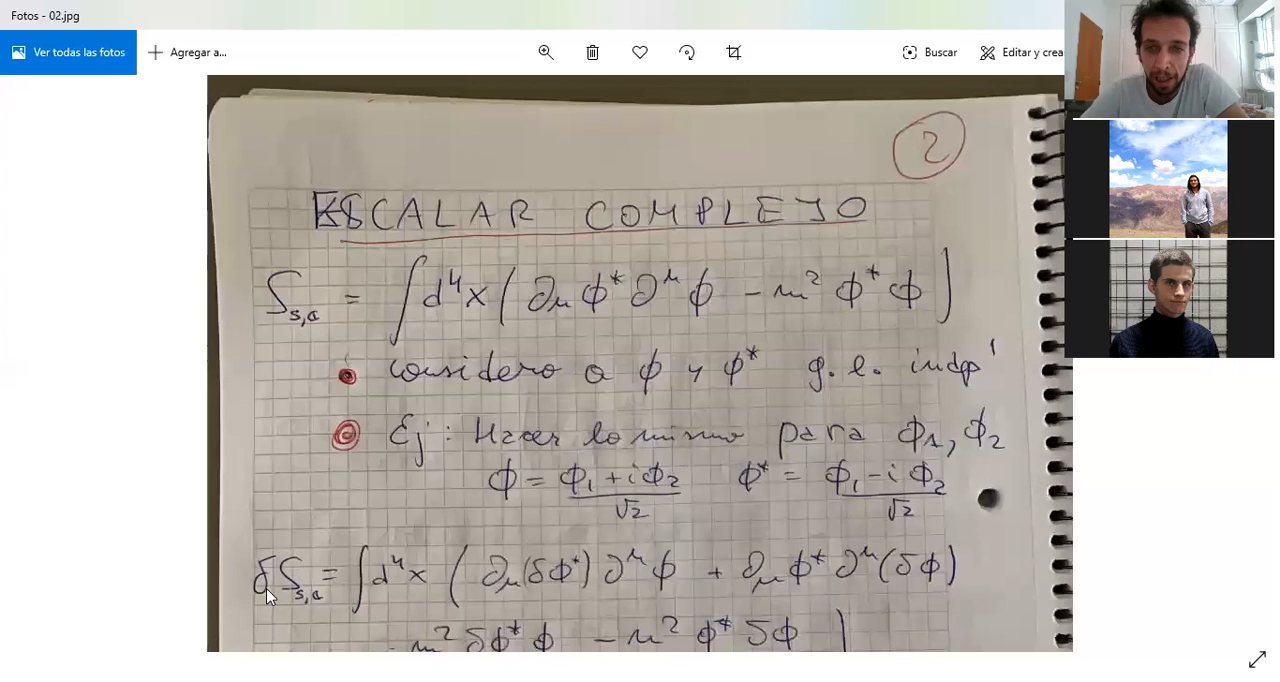 Fotos - 02.jpg
Ver todas las fotos
Agregar a...
Buscar
Editar y crea
2
ESCALAR COMPLEJO
S_{s,c} = ∫ d⁴x ( ∂_μ ϕ* ∂^μ ϕ - m² ϕ* ϕ )
• considero a ϕ y ϕ* g.l. indep'
Ej: Hacer lo mismo para ϕ₁, ϕ₂
ϕ = (ϕ₁ + iϕ₂)/√2 ϕ* = (ϕ₁ - iϕ₂)/√2
δS_{s,c} = ∫ d⁴x ( ∂_μ(δϕ*) ∂^μ ϕ + ∂_μ ϕ* ∂^μ(δϕ)
- m² δϕ* ϕ - m² ϕ* δϕ )